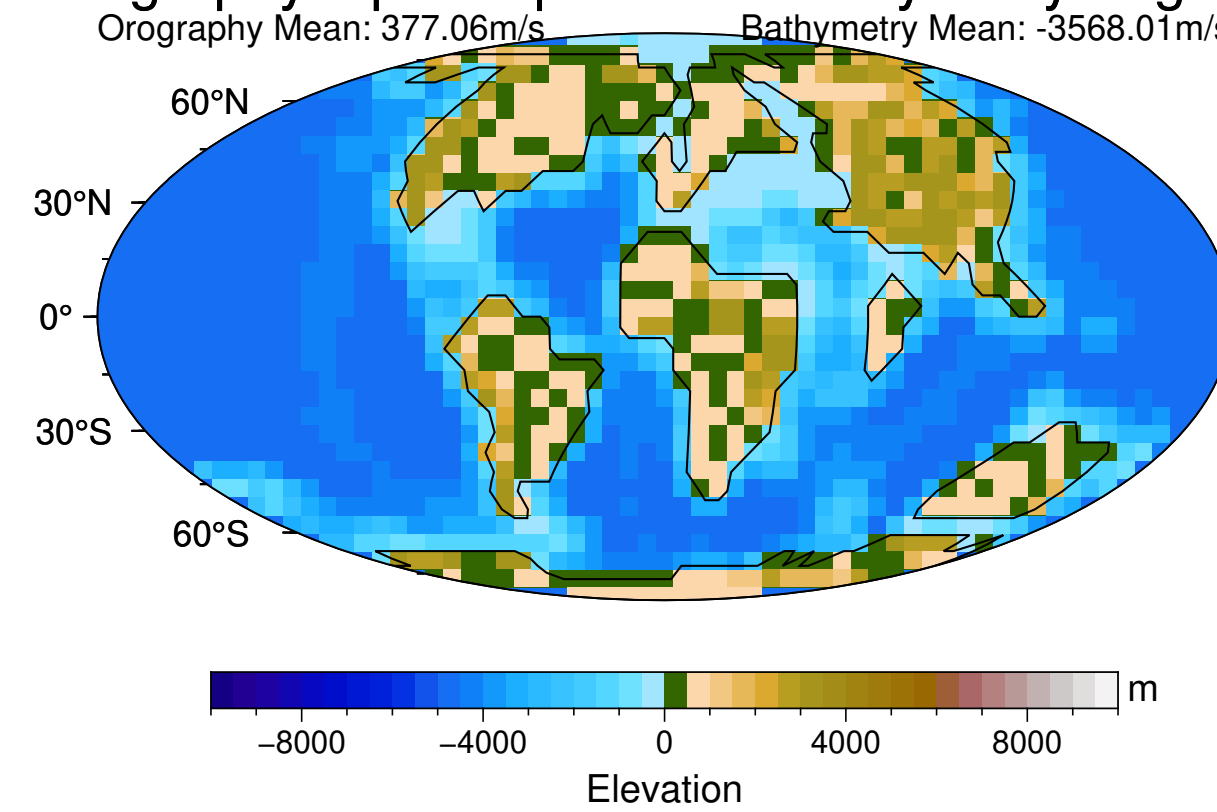 Orography Mean: 377.06m/s Bathymetry Mean: -3568.01m/s
60°N
30°N
0°
30°S
60°S
m
−8000 −4000 0 4000 8000
Elevation